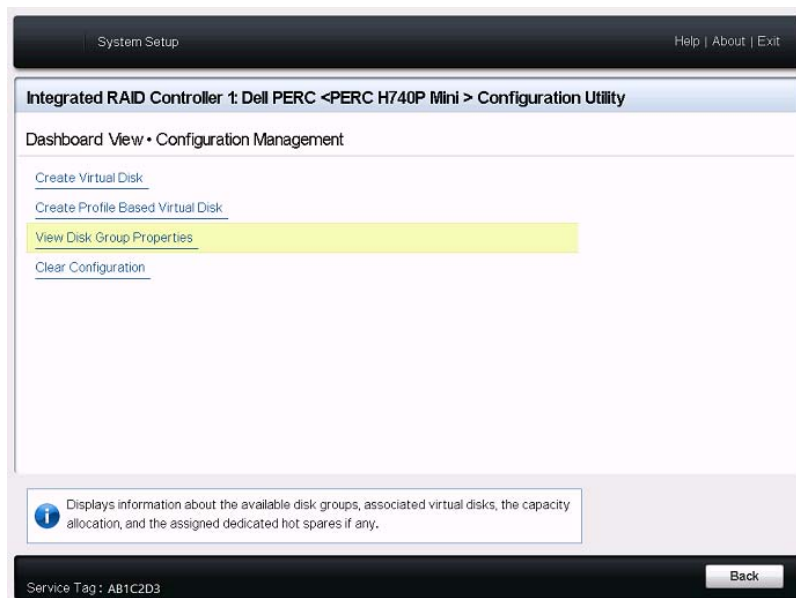 System Setup
Help | About | Exit
Integrated RAID Controller 1: Dell PERC <PERC H740P Mini > Configuration Utility
Dashboard View • Configuration Management
Create Virtual Disk
Create Profile Based Virtual Disk
View Disk Group Properties
Clear Configuration
Displays information about the available disk groups, associated virtual disks, the capacity
allocation, and the assigned dedicated hot spares if any.
Back
Service Tag : AB1C2D3